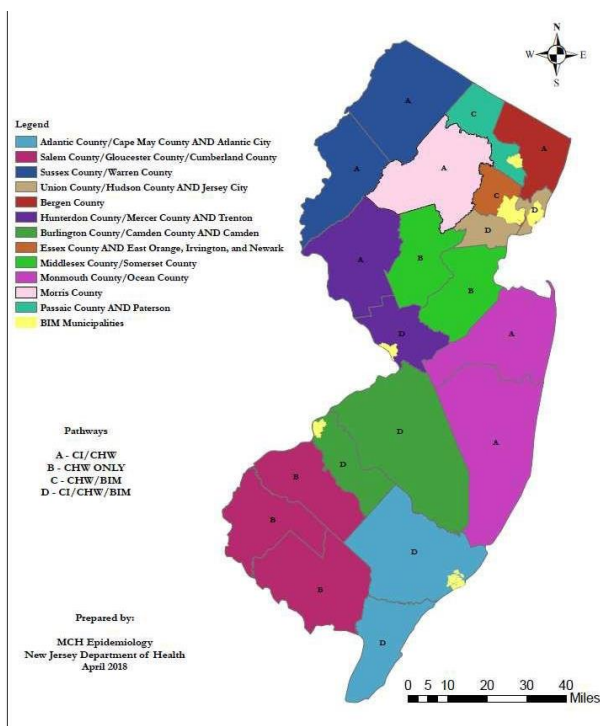 N
W E
S
Legend
Atlantic County/Cape May County AND Atlantic City
Salem County/Gloucester County/Cumberland County
Sussex County/Warren County
Union County/Hudson County AND Jersey City
Bergen County
Hunterdon County/Mercer County AND Trenton
Burlington County/Camden County AND Camden
Essex County AND East Orange, Irvington, and Newark
Middlesex County/Somerset County
Monmouth County/Ocean County
Morris County
Passaic County AND Paterson
BIM Municipalities
A
C
A
A
A
C
D
D
A
B
B
D
A
A
D
D
B
B
B
D
D
Pathways
A - CI/CHW
B - CHW ONLY
C - CHW/BIM
D - CI/CHW/BIM
Prepared by:
MCH Epidemiology
New Jersey Department of Health
April 2018
0 5 10 20 30 40
Miles